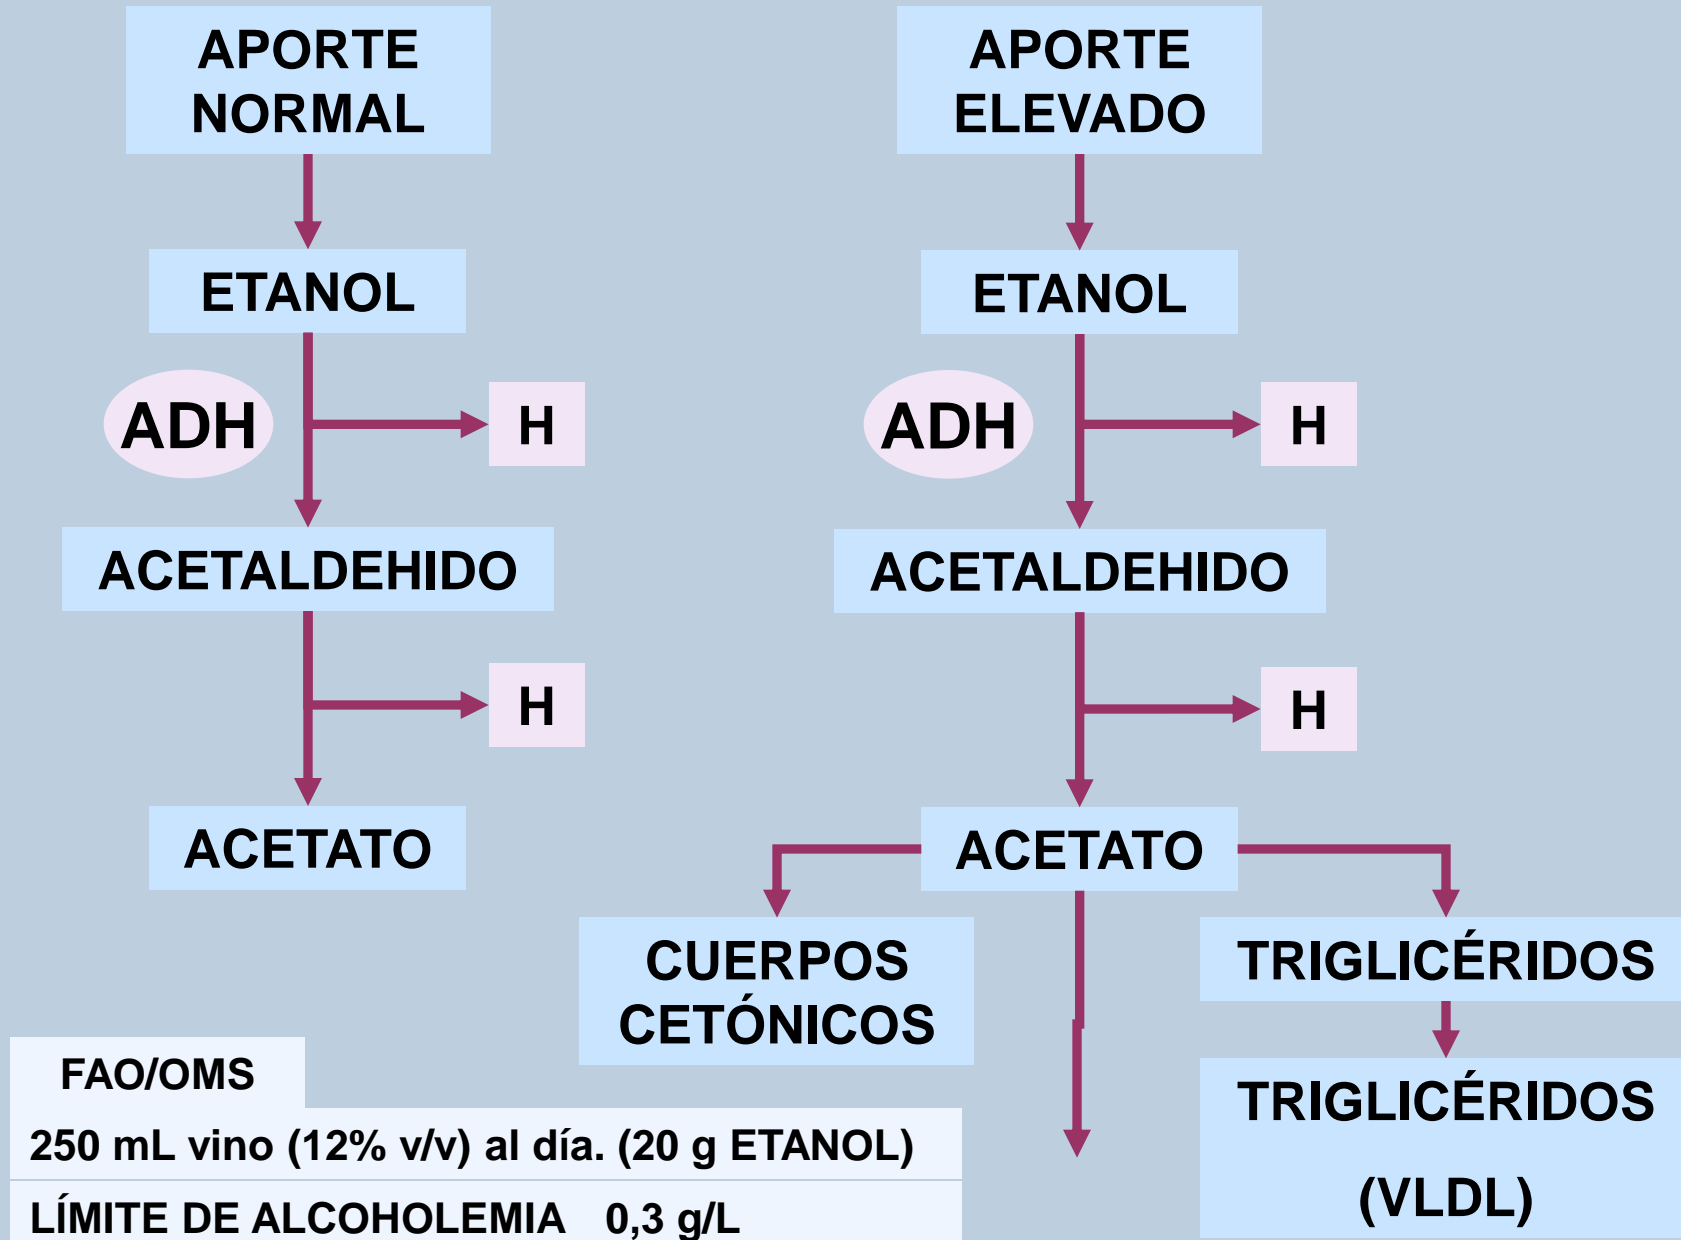 APORTE
NORMAL
ETANOL
ADH
H
ACETALDEHIDO
H
ACETATO
APORTE
ELEVADO
ETANOL
ADH
H
ACETALDEHIDO
H
ACETATO
CUERPOS
CETÓNICOS
TRIGLICÉRIDOS
TRIGLICÉRIDOS
(VLDL)
FAO/OMS
250 mL vino (12% v/v) al día. (20 g ETANOL)
LÍMITE DE ALCOHOLEMIA 0,3 g/L